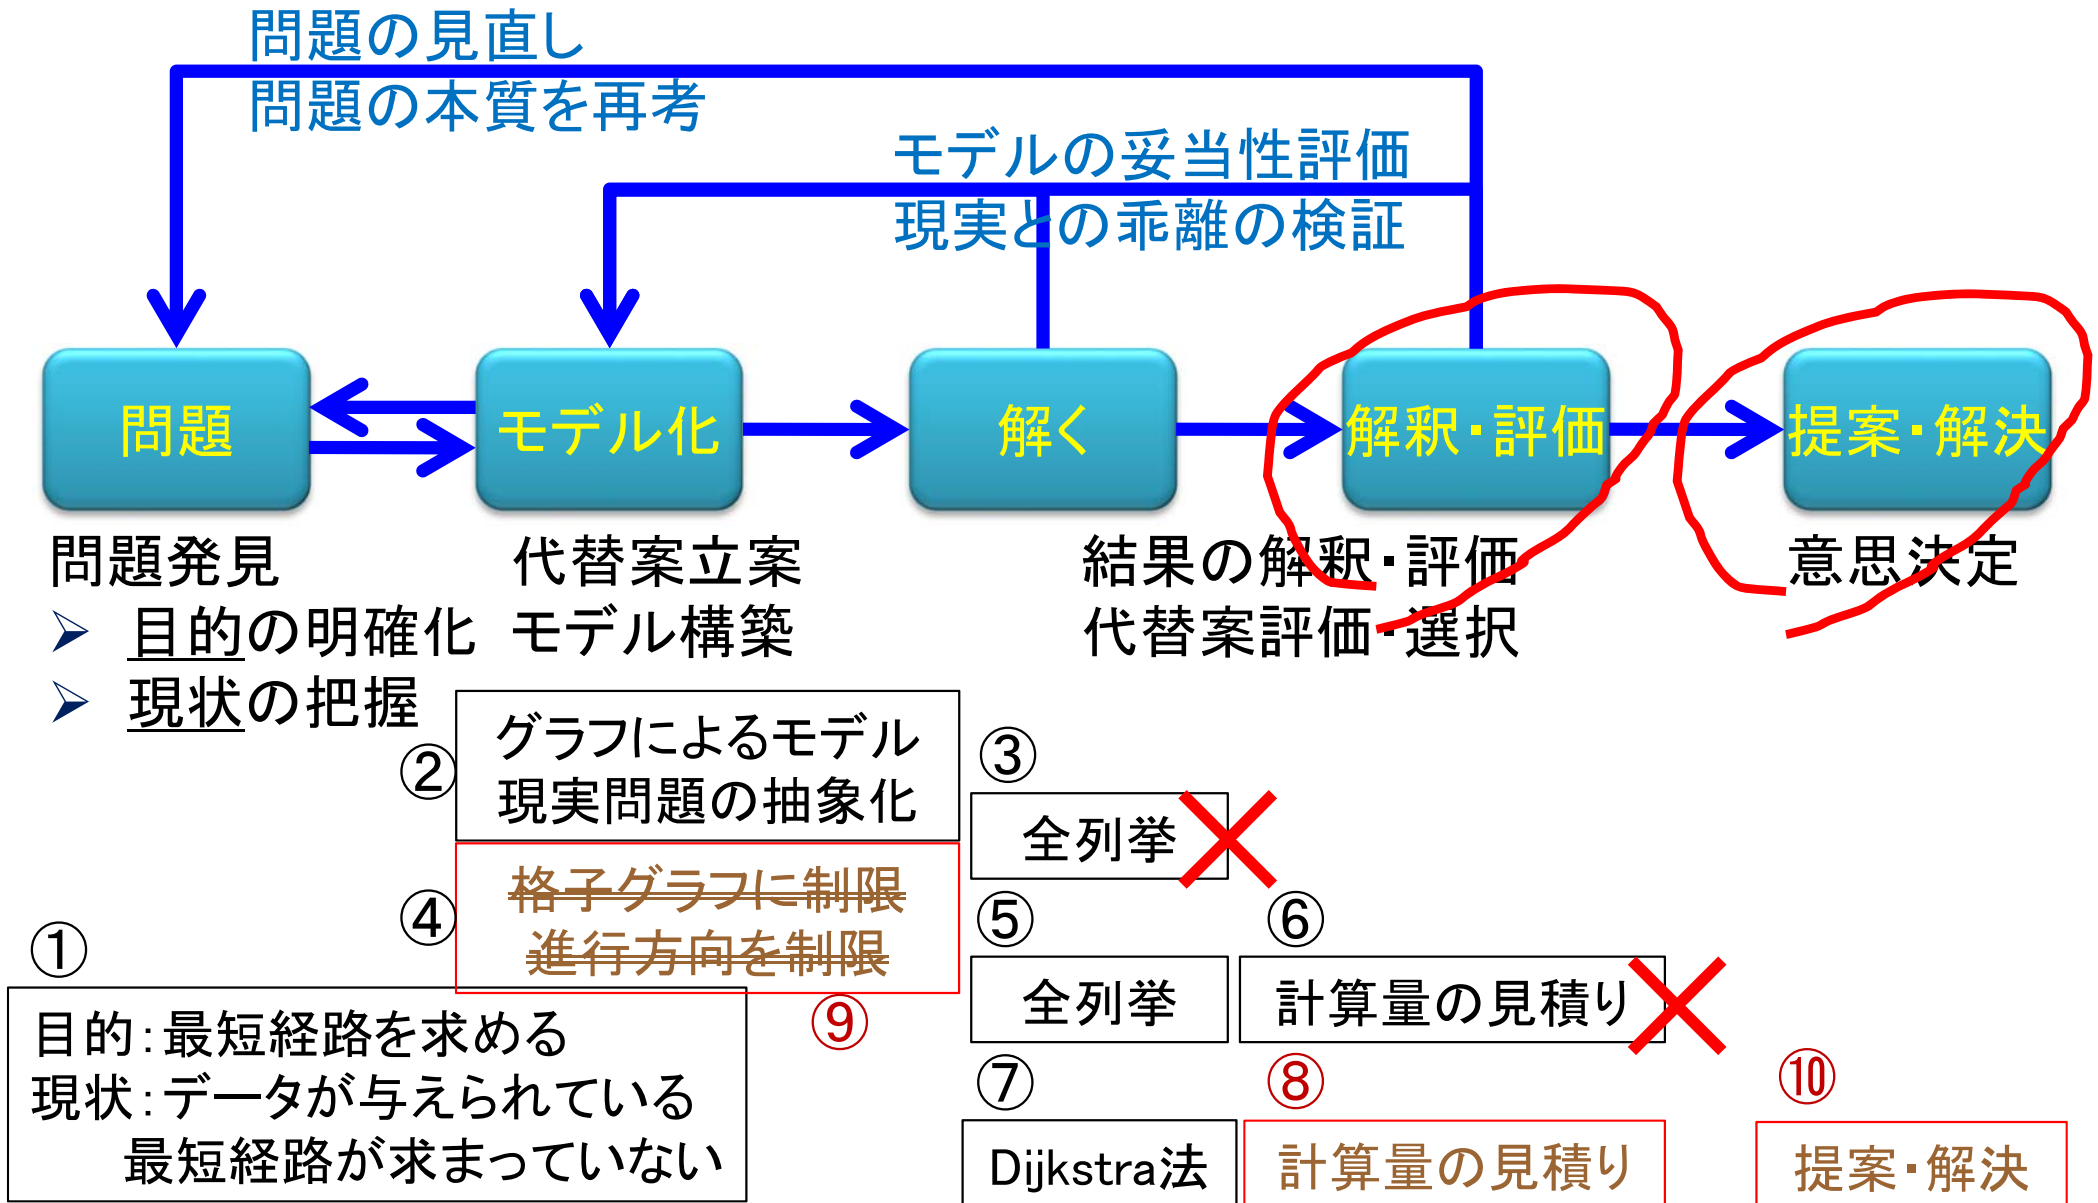 問題の見直し
問題の本質を再考
モデルの妥当性評価
現実との乖離の検証
問題
モデル化
解く
解釈・評価
提案・解決
問題発見
➢ 目的の明確化
➢ 現状の把握
代替案立案
モデル構築
結果の解釈・評価
代替案評価・選択
意思決定
②
グラフによるモデル
現実問題の抽象化
③
全列挙
④
格子グラフに制限
進行方向を制限
⑤
全列挙
⑥
計算量の見積り
①
目的：最短経路を求める
現状：データが与えられている
最短経路が求まっていない
⑨
⑦
Dijkstra法
⑧
計算量の見積り
⑩
提案・解決